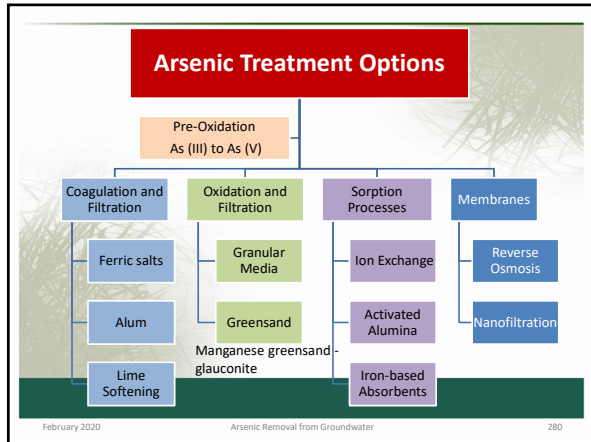 Arsenic Treatment Options
Pre-Oxidation
As (III) to As (V)
Coagulation and
Filtration
Ferric salts
Alum
Lime
Softening
Oxidation and
Filtration
Granular
Media
Greensand
Manganese greensand -
glauconite
Sorption
Processes
Ion Exchange
Activated
Alumina
Iron-based
Absorbents
Membranes
Reverse
Osmosis
Nanofiltration
February 2020
Arsenic Removal from Groundwater
280